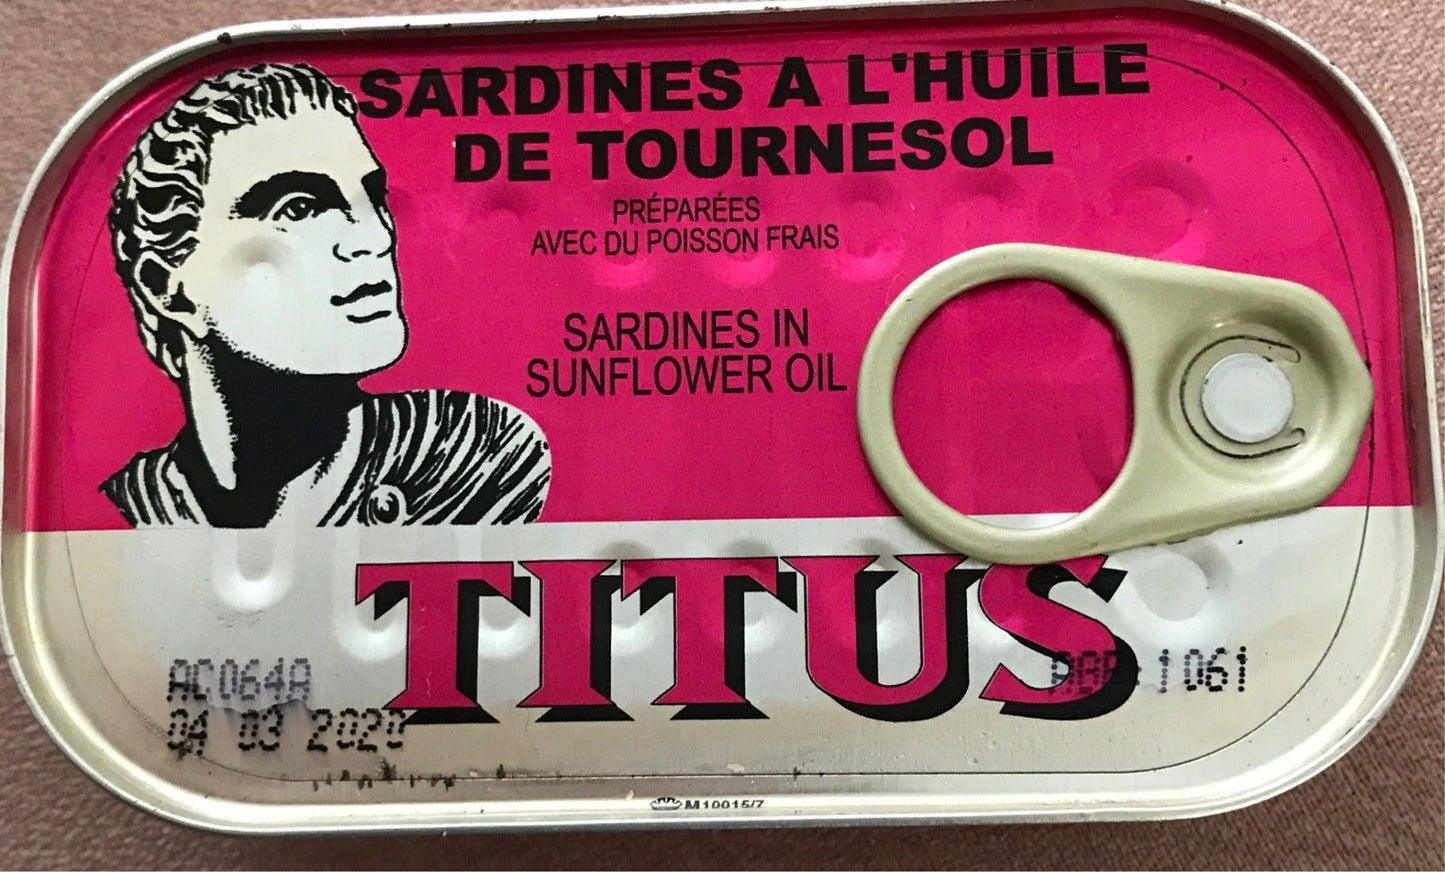 SARDINES A L'HUILE
DE TOURNESOL
PRÉPARÉES
AVEC DU POISSON FRAIS
SARDINES IN
SUNFLOWER OIL
TITUS
AC064A
04 03 2020
1061
M10015/7